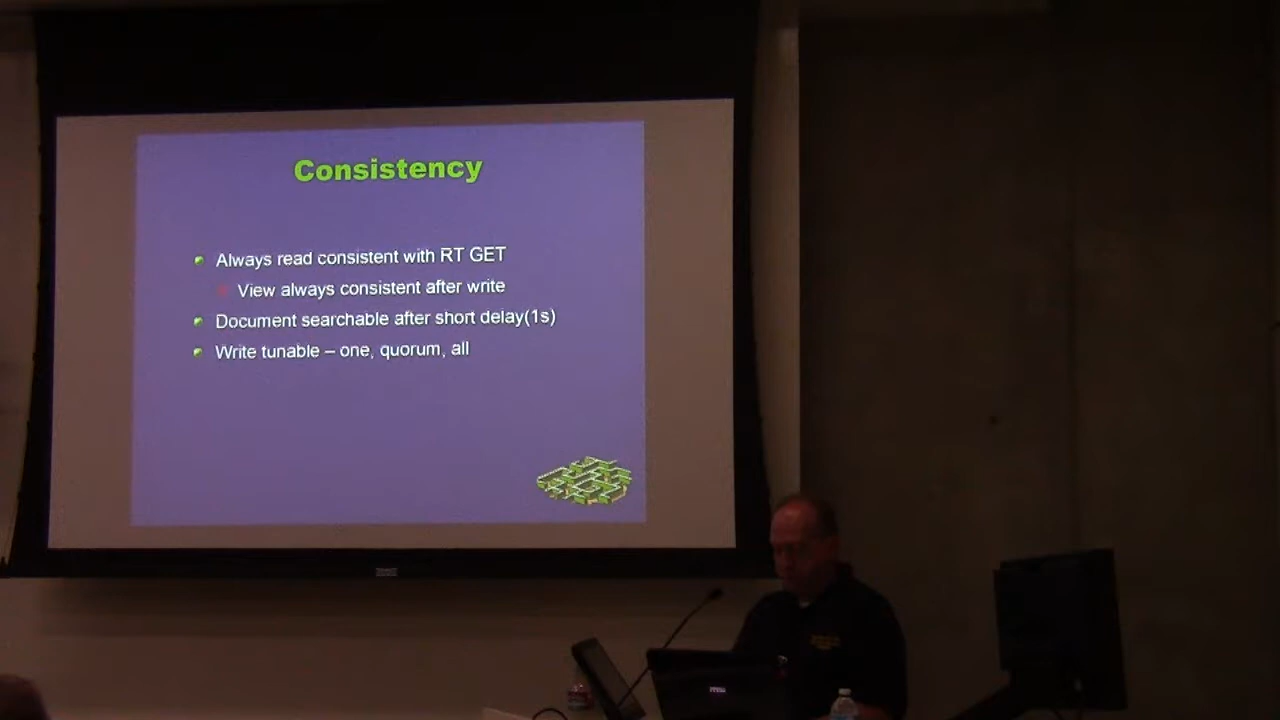 Consistency
Always read consistent with RT GET
View always consistent after write
Document searchable after short delay(1s)
Write tunable – one, quorum, all